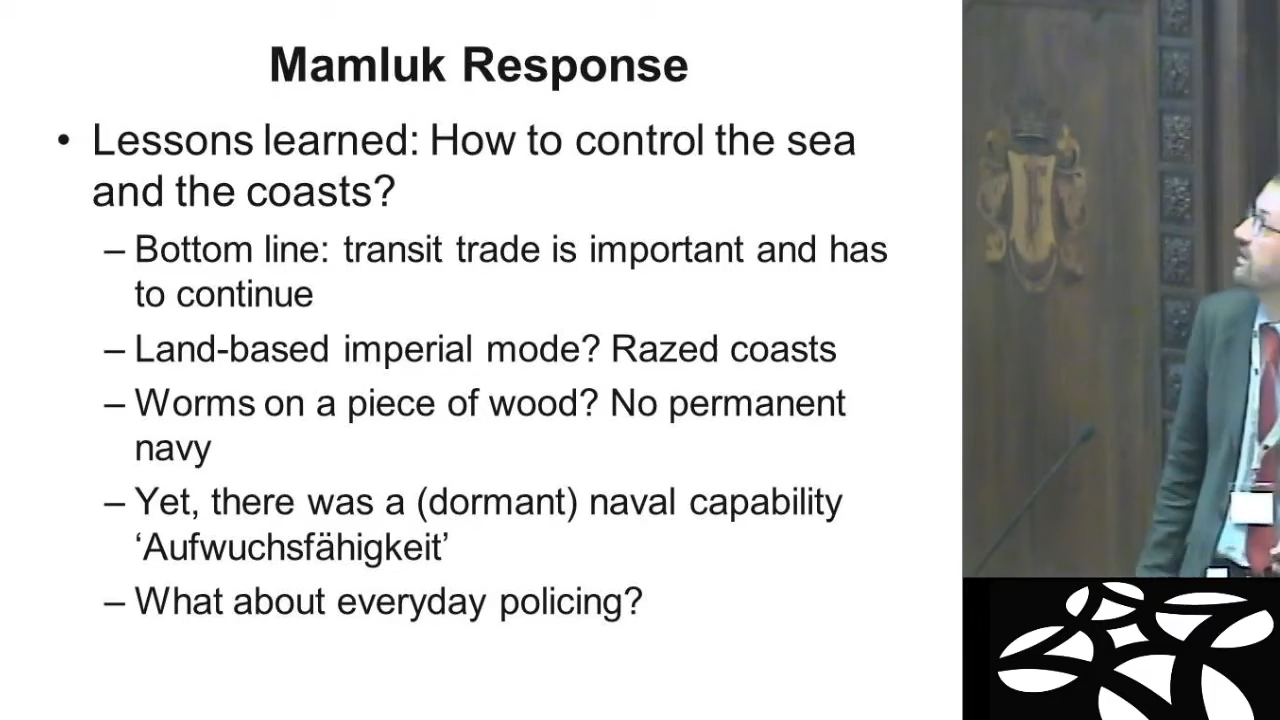 Mamluk Response
• Lessons learned: How to control the sea
and the coasts?
– Bottom line: transit trade is important and has
to continue
– Land-based imperial mode? Razed coasts
– Worms on a piece of wood? No permanent
navy
– Yet, there was a (dormant) naval capability
‘Aufwuchsfähigkeit’
– What about everyday policing?